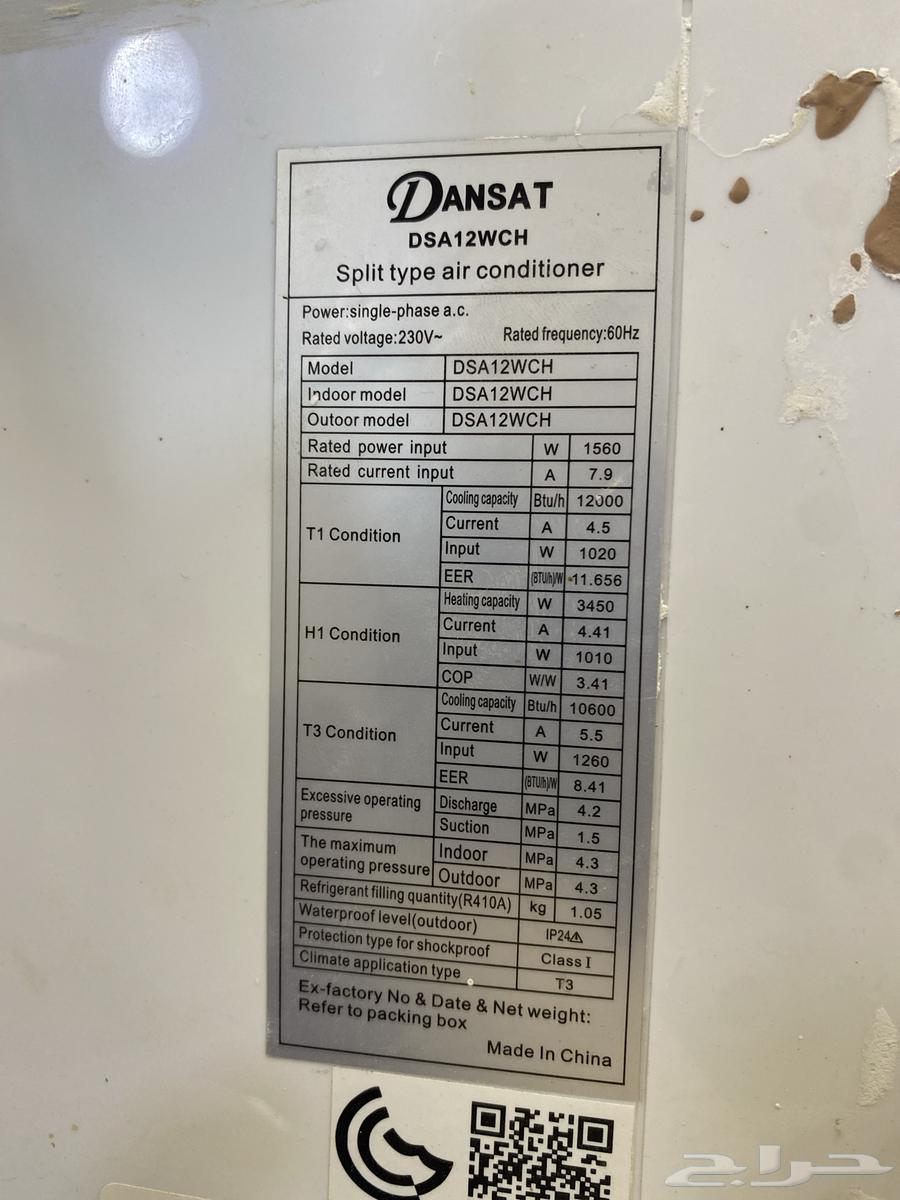 DANSAT
DSA12WCH
Split type air conditioner
Power:single-phase a.c.
Rated voltage:230V~ Rated frequency:60Hz
Model DSA12WCH
Indoor model DSA12WCH
Outoor model DSA12WCH
Rated power input W 1560
Rated current input A 7.9
T1 Condition Cooling capacity Btu/h 12000
Current A 4.5
Input W 1020
EER (BTU/h)/W 11.656
H1 Condition Heating capacity W 3450
Current A 4.41
Input W 1010
COP W/W 3.41
T3 Condition Cooling capacity Btu/h 10600
Current A 5.5
Input W 1260
EER (BTU/h)/W 8.41
Excessive operating pressure Discharge MPa 4.2
Suction MPa 1.5
The maximum operating pressure Indoor MPa 4.3
Outdoor MPa 4.3
Refrigerant filling quantity(R410A) kg 1.05
Waterproof level(outdoor) IP24⚠
Protection type for shockproof Class I
Climate application type T3
Ex-factory No & Date & Net weight:
Refer to packing box
Made In China
حراج